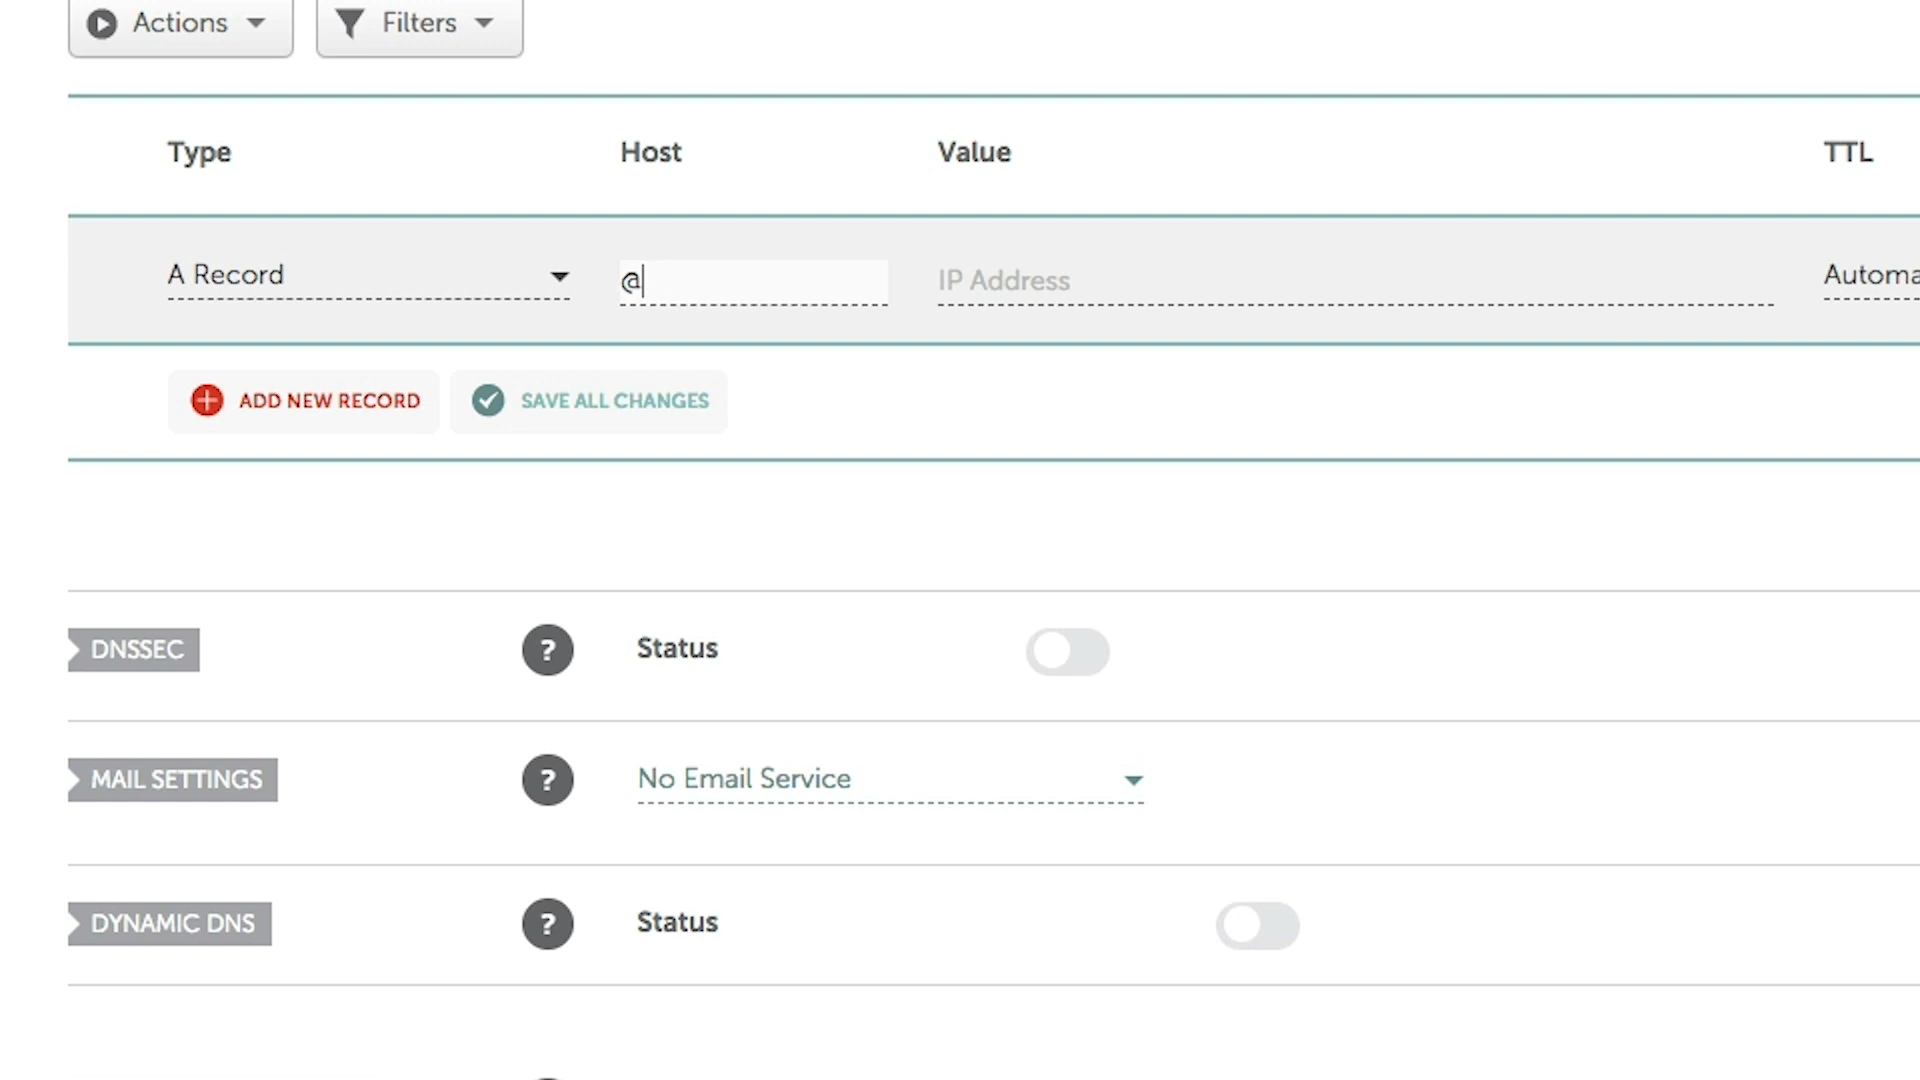 Actions Filters
Type Host Value TTL
A Record @ IP Address Automa
ADD NEW RECORD SAVE ALL CHANGES
DNSSEC ? Status
MAIL SETTINGS ? No Email Service
DYNAMIC DNS ? Status